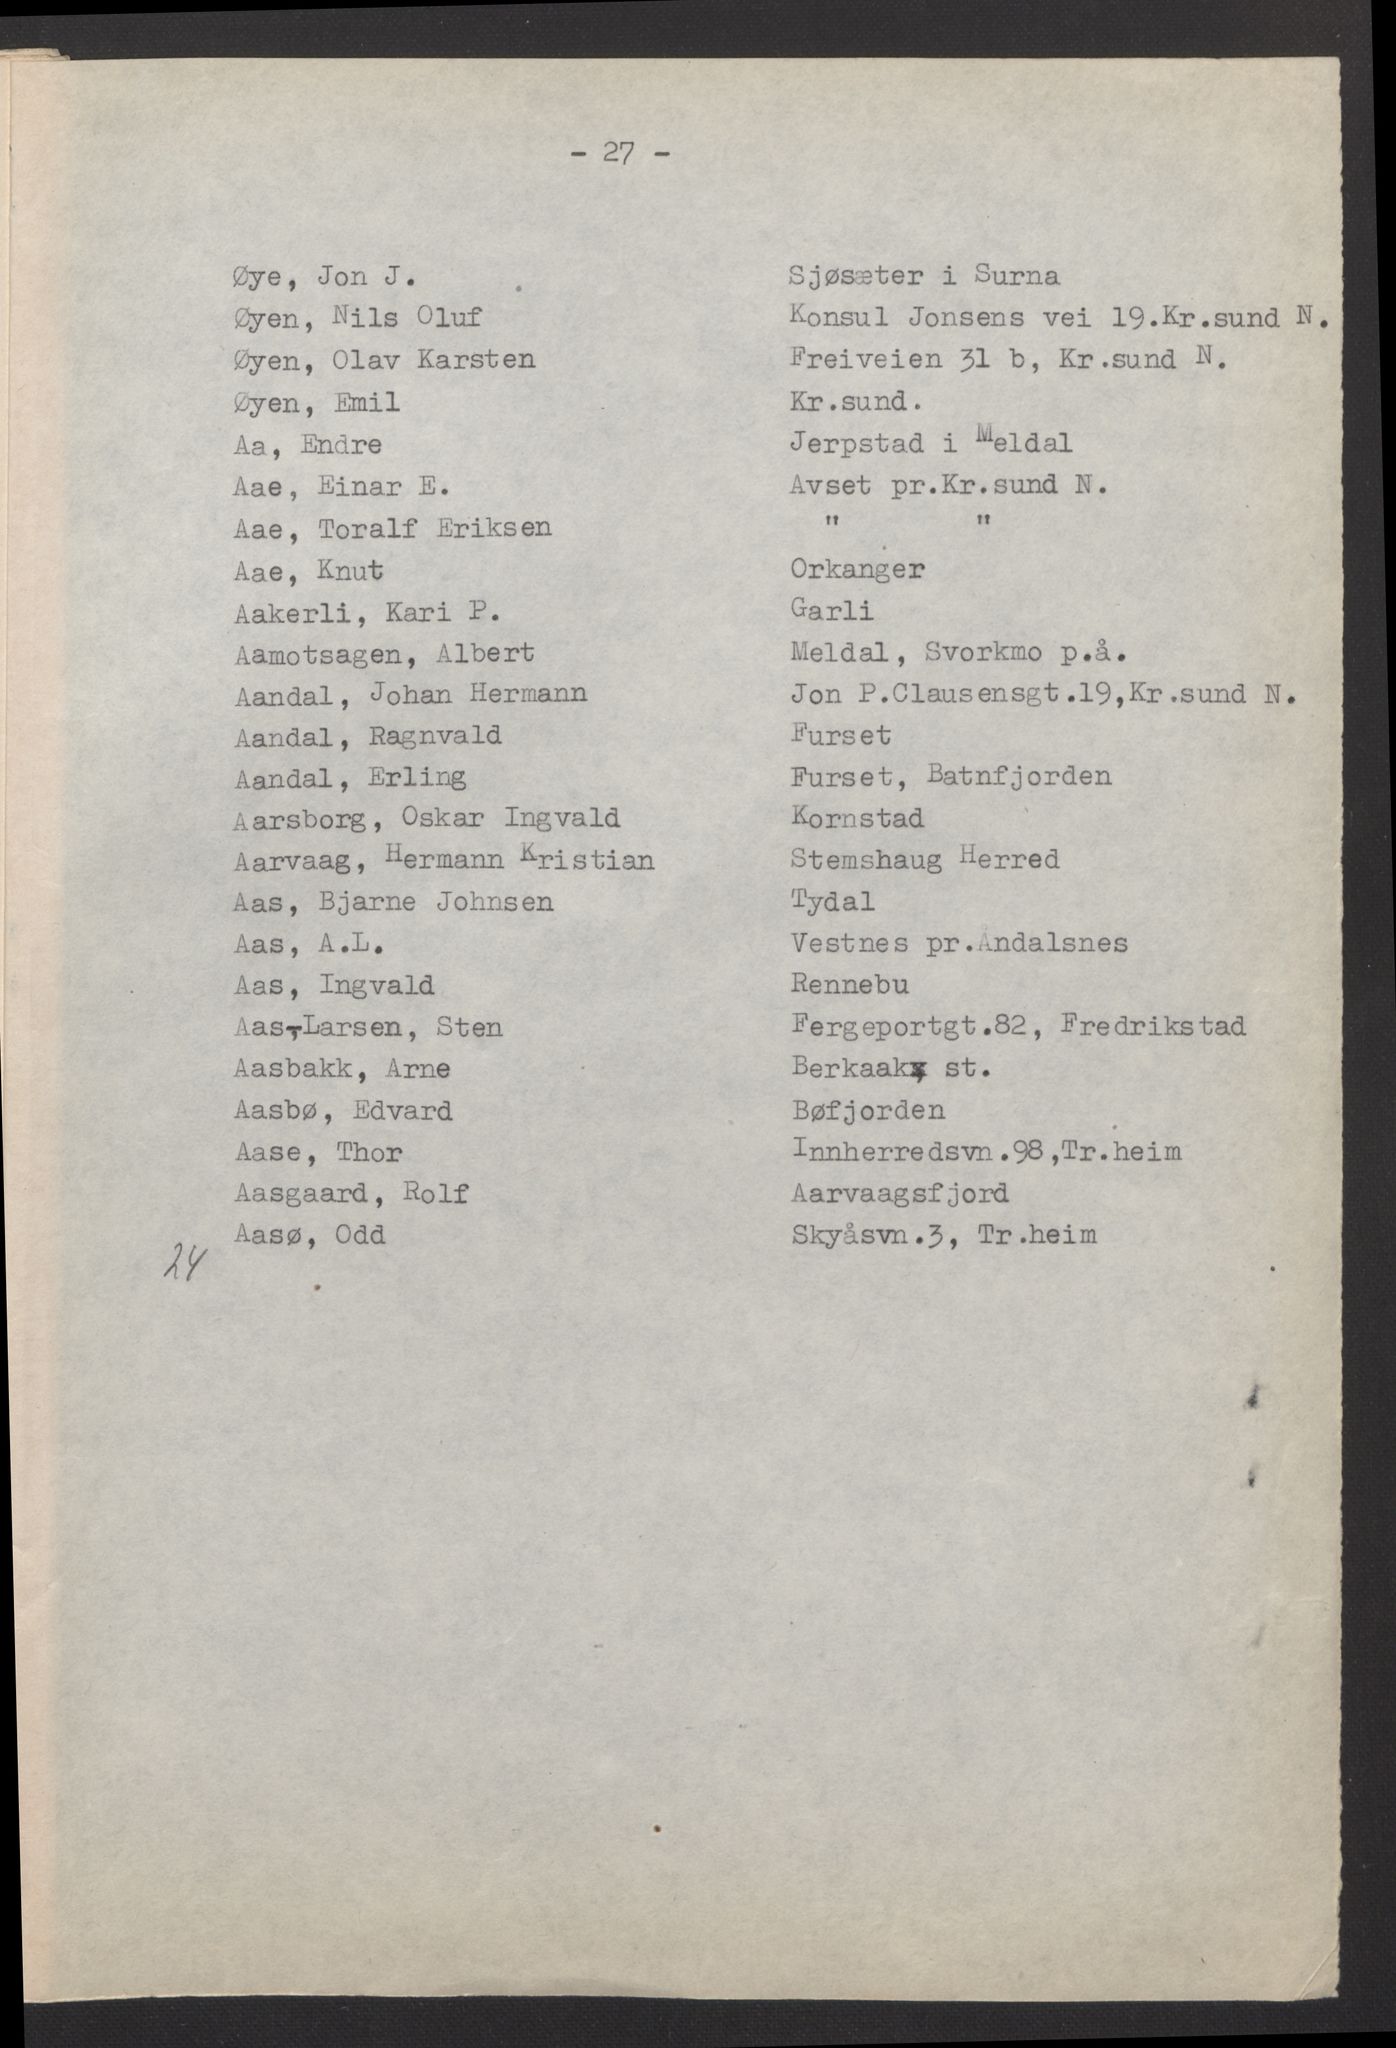 - 27 -
Øye, Jon J. Sjøsæter i Surna
Øyen, Nils Oluf Konsul Jonsens vei 19.Kr.sund N.
Øyen, Olav Karsten Freiveien 31 b, Kr.sund N.
Øyen, Emil Kr.sund.
Aa, Endre Jerpstad i Meldal
Aae, Einar E. Avset pr.Kr.sund N.
Aae, Toralf Eriksen " "
Aae, Knut Orkanger
Aakerli, Kari P. Garli
Aamotsagen, Albert Meldal, Svorkmo p.å.
Aandal, Johan Hermann Jon P.Clausensgt.19,Kr.sund N.
Aandal, Ragnvald Furset
Aandal, Erling Furset, Batnfjorden
Aarsborg, Oskar Ingvald Kornstad
Aarvaag, Hermann Kristian Stemshaug Herred
Aas, Bjarne Johnsen Tydal
Aas, A.L. Vestnes pr.Åndalsnes
Aas, Ingvald Rennebu
Aas-Larsen, Sten Fergeportgt.82, Fredrikstad
Aasbakk, Arne Berkaak, st.
Aasbø, Edvard Bøfjorden
Aase, Thor Innherredsvn.98,Tr.heim
Aasgaard, Rolf Aarvaagsfjord
Aasø, Odd Skyåsvn.3, Tr.heim
24